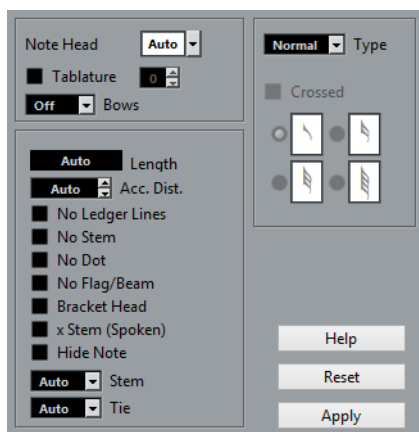 Note Head Auto
Tablature 0
Off Bows
Auto Length
Auto Acc. Dist.
No Ledger Lines
No Stem
No Dot
No Flag/Beam
Bracket Head
x Stem (Spoken)
Hide Note
Auto Stem
Auto Tie
Normal Type
Crossed
Help
Reset
Apply